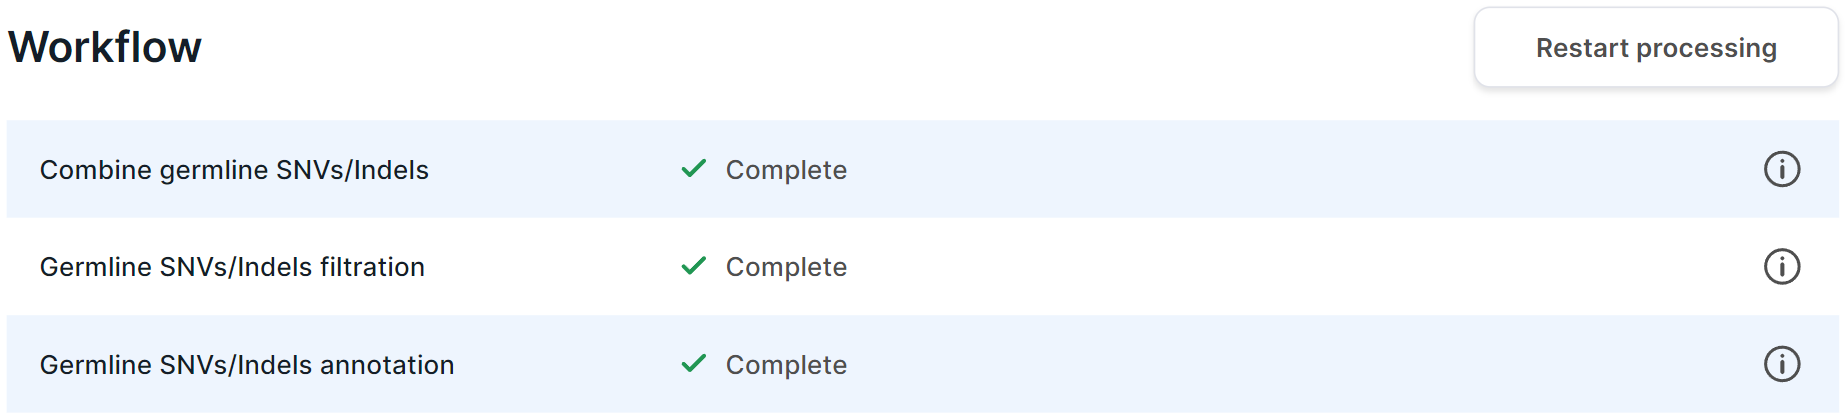 Workflow
Restart processing
Combine germline SNVs/Indels Complete
Germline SNVs/Indels filtration Complete
Germline SNVs/Indels annotation Complete